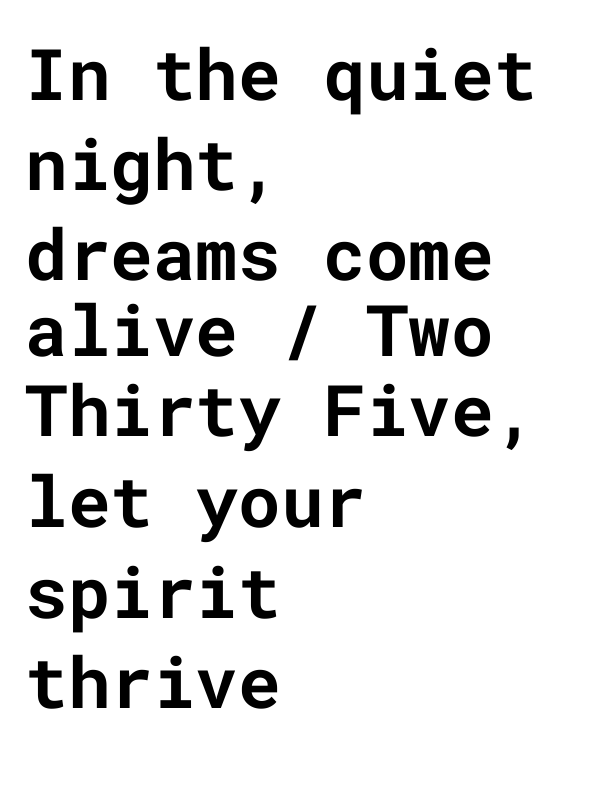 In the quiet
night,
dreams come
alive / Two
Thirty Five,
let your
spirit
thrive